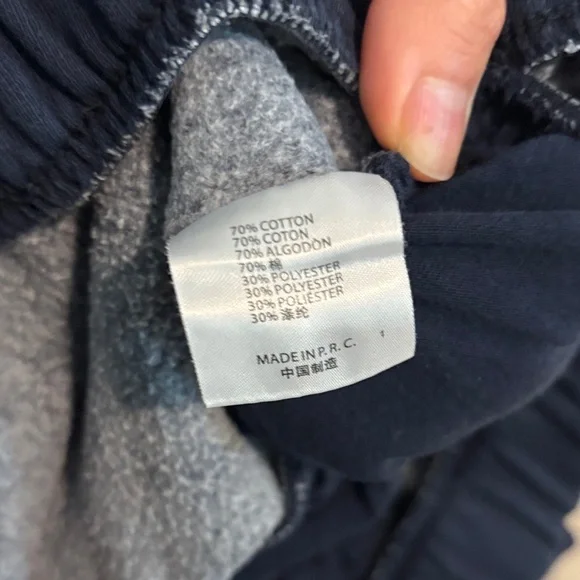 70% COTTON
70% COTON
70% ALGODÓN
70% 棉
30% POLYESTER
30% POLYESTER
30% POLIÉSTER
30% 涤纶
MADE IN P. R. C.
中国制造
1